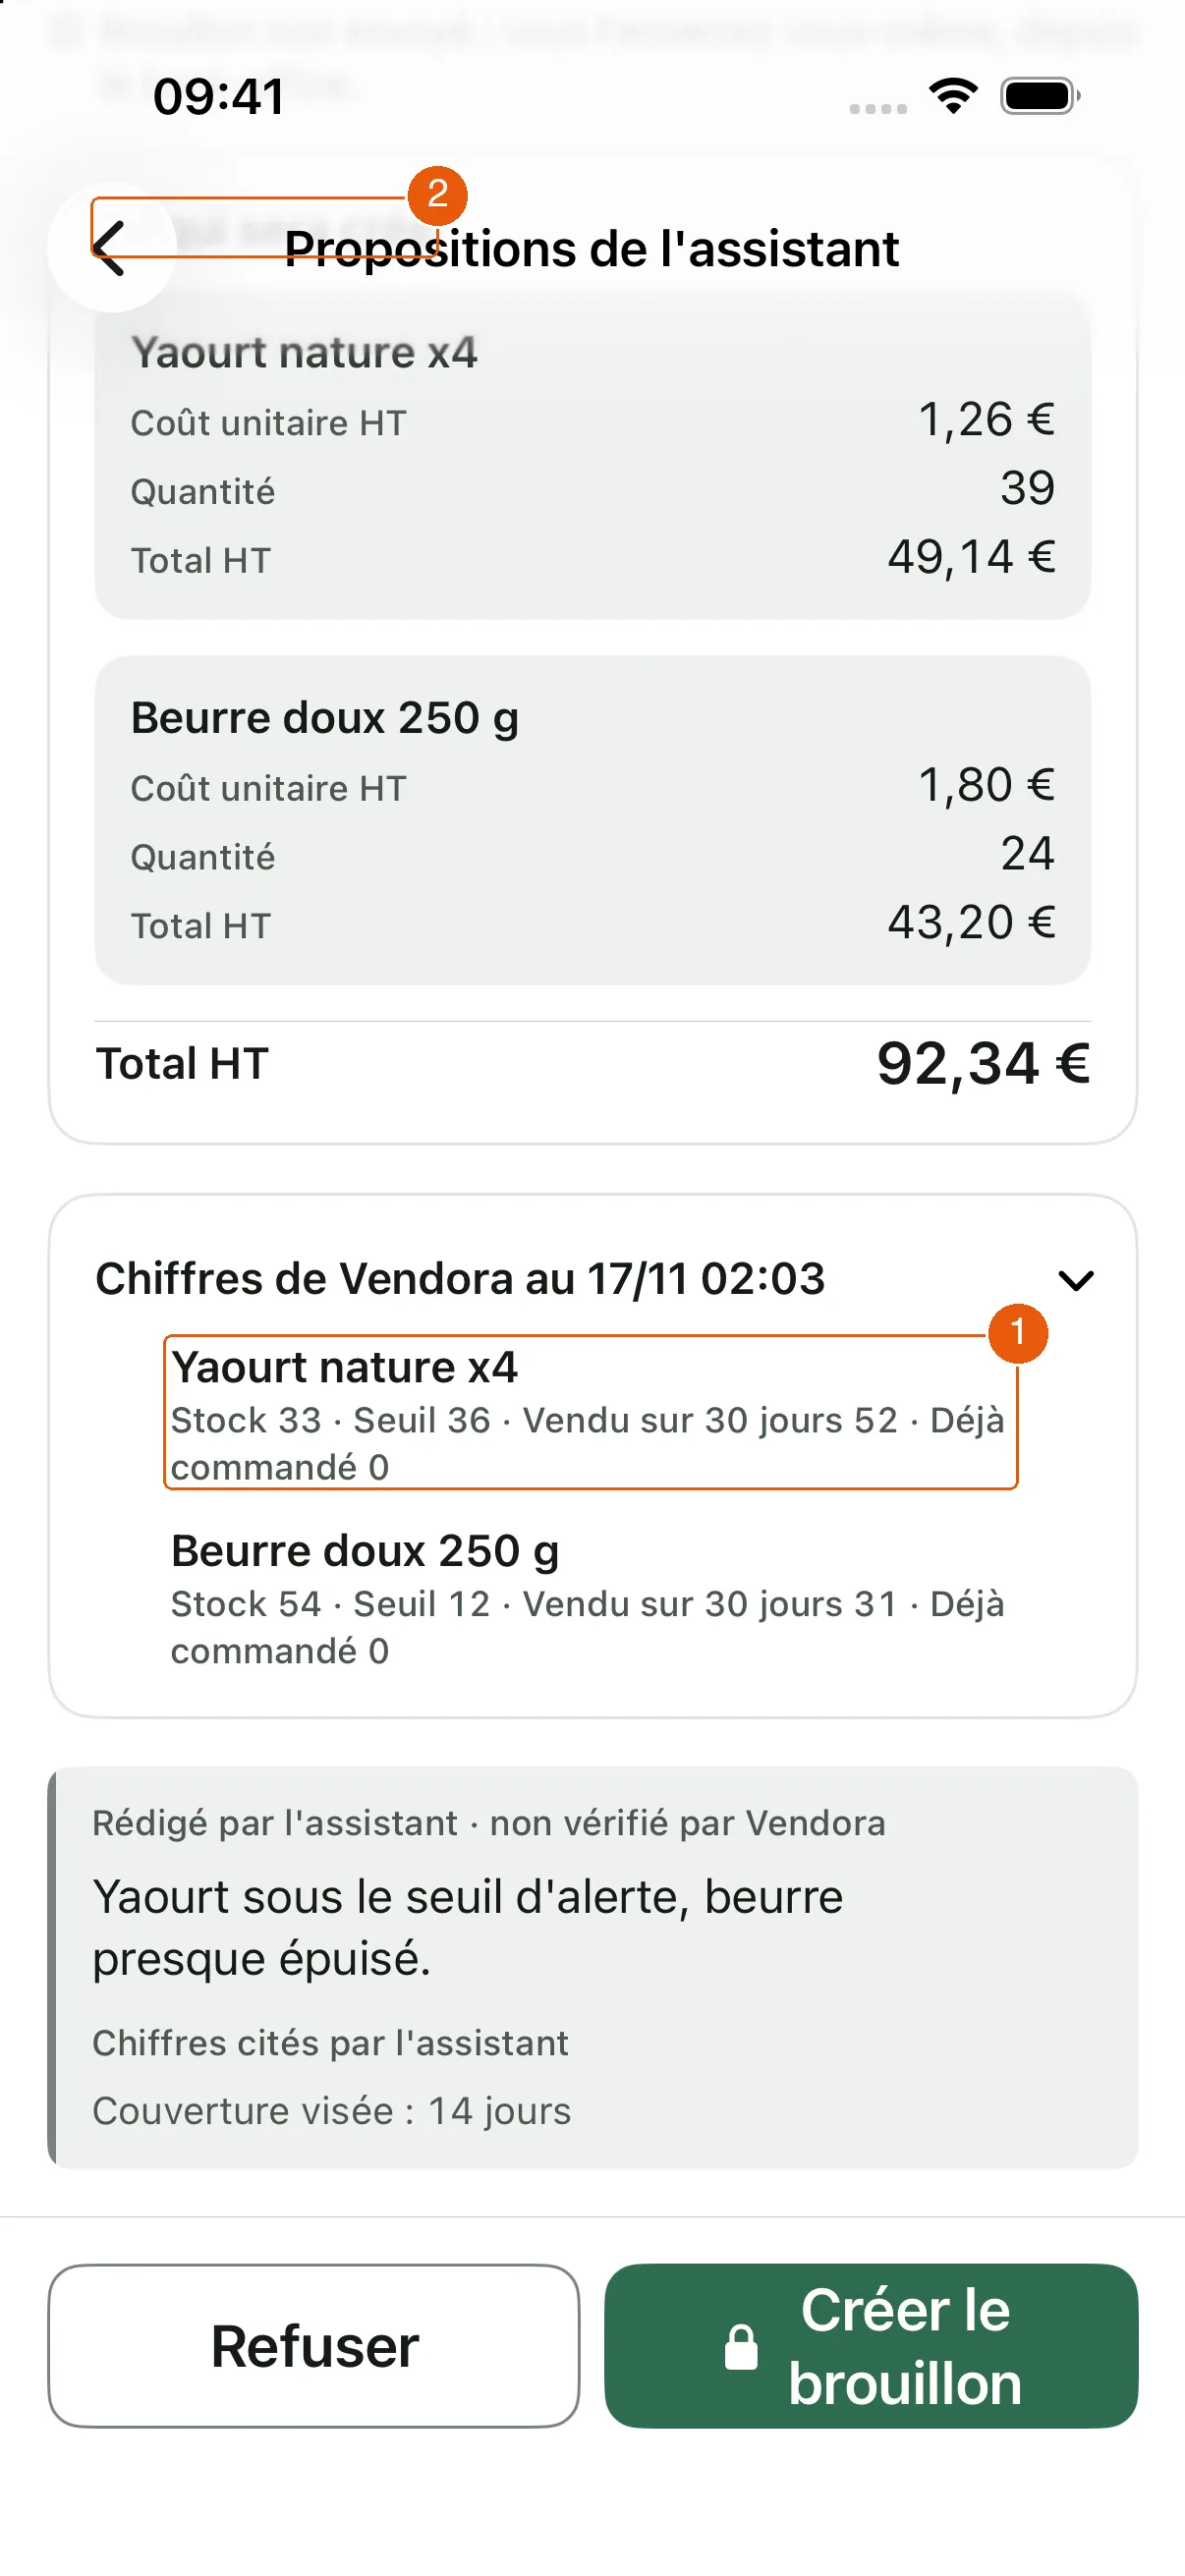 09:41
2
Propositions de l'assistant
Yaourt nature x4
Coût unitaire HT 1,26 €
Quantité 39
Total HT 49,14 €
Beurre doux 250 g
Coût unitaire HT 1,80 €
Quantité 24
Total HT 43,20 €
Total HT 92,34 €
Chiffres de Vendora au 17/11 02:03
1
Yaourt nature x4
Stock 33 · Seuil 36 · Vendu sur 30 jours 52 · Déjà
commandé 0
Beurre doux 250 g
Stock 54 · Seuil 12 · Vendu sur 30 jours 31 · Déjà
commandé 0
Rédigé par l'assistant · non vérifié par Vendora
Yaourt sous le seuil d'alerte, beurre
presque épuisé.
Chiffres cités par l'assistant
Couverture visée : 14 jours
Refuser
Créer le
brouillon